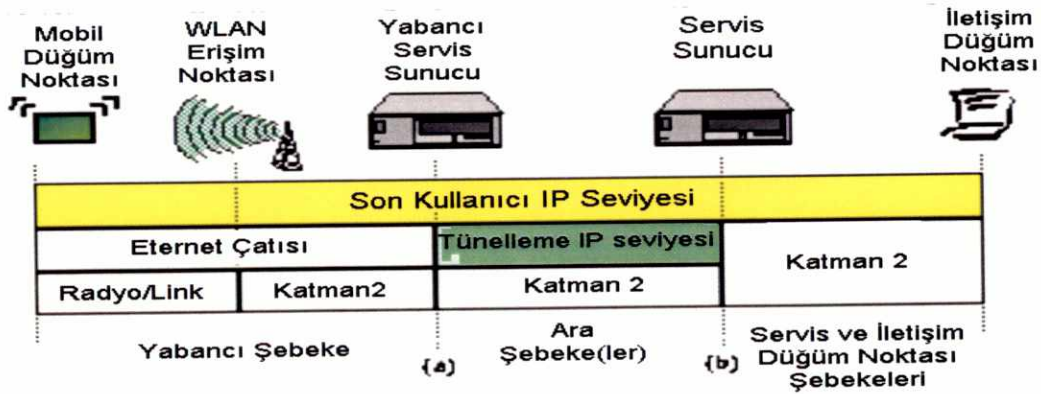 Mobil
Düğüm
Noktası
WLAN
Erişim
Noktası
Yabancı
Servis
Sunucu
Servis
Sunucu
İletişim
Düğüm
Noktası
Son Kullanıcı IP Seviyesi
Eternet Çatısı
Tünelleme IP seviyesi
Katman 2
Radyo/Link
Katman2
Katman 2
Yabancı Şebeke
(a)
Ara
Şebeke(ler)
(b)
Servis ve İletişim
Düğüm Noktası
Şebekeleri